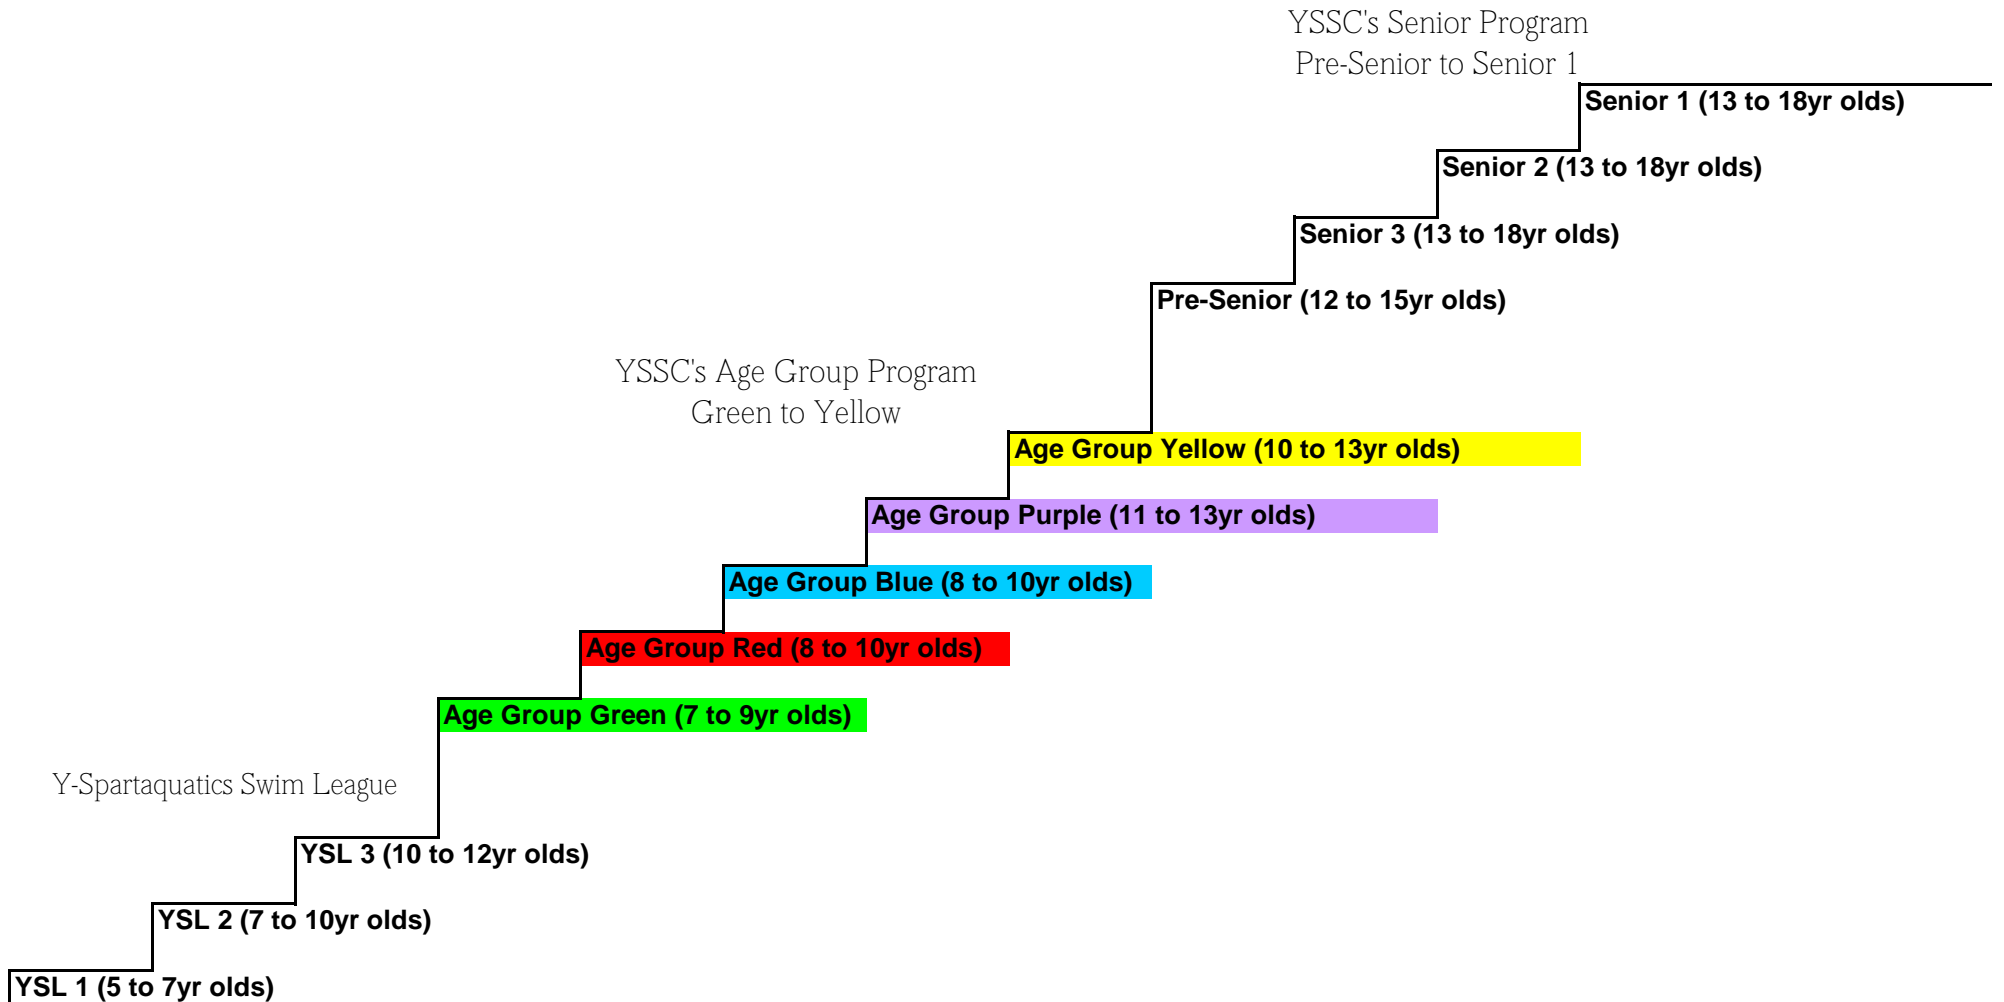 YSSC's Senior Program
Pre-Senior to Senior 1
Senior 1 (13 to 18yr olds)
Senior 2 (13 to 18yr olds)
Senior 3 (13 to 18yr olds)
Pre-Senior (12 to 15yr olds)
YSSC's Age Group Program
Green to Yellow
Age Group Yellow (10 to 13yr olds)
Age Group Purple (11 to 13yr olds)
Age Group Blue (8 to 10yr olds)
Age Group Red (8 to 10yr olds)
Age Group Green (7 to 9yr olds)
Y-Spartaquatics Swim League
YSL 3 (10 to 12yr olds)
YSL 2 (7 to 10yr olds)
YSL 1 (5 to 7yr olds)